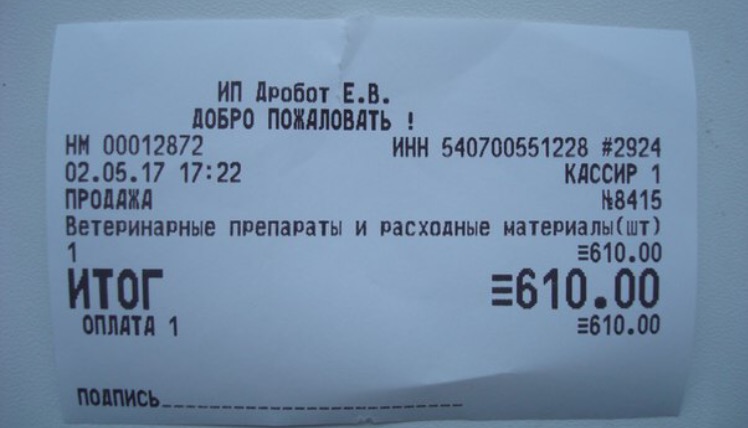 ИП Дробот Е.В.
ДОБРО ПОЖАЛОВАТЬ !
НМ 00012872 ИНН 540700551228 #2924
02.05.17 17:22 КАССИР 1
ПРОДАЖА №8415
Ветеринарные препараты и расходные материалы(шт)
1 ≡610.00
ИТОГ ≡610.00
ОПЛАТА 1 ≡610.00
ПОДПИСЬ____________________